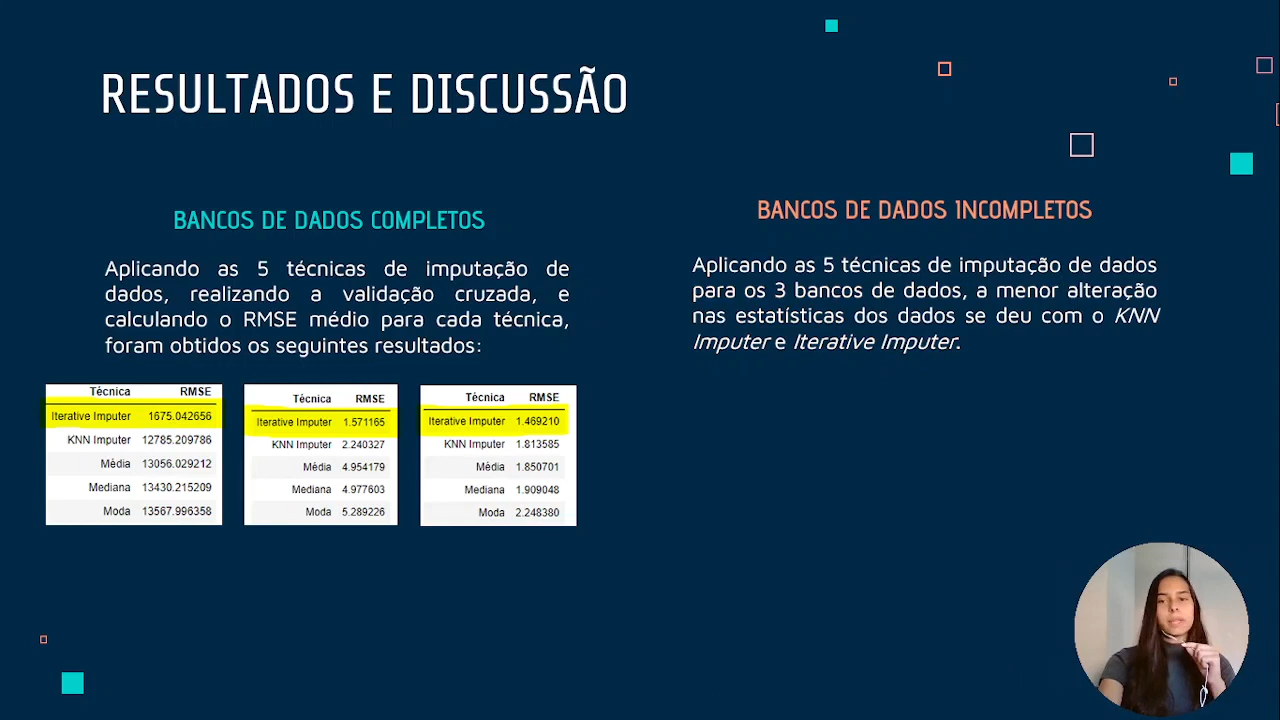 RESULTADOS E DISCUSSÃO
BANCOS DE DADOS COMPLETOS
Aplicando as 5 técnicas de imputação de
dados, realizando a validação cruzada, e
calculando o RMSE médio para cada técnica,
foram obtidos os seguintes resultados:
Técnica RMSE
Iterative Imputer 1675.042656
KNN Imputer 12785.209786
Média 13056.029212
Mediana 13430.215209
Moda 13567.996358
Técnica RMSE
Iterative Imputer 1.571165
KNN Imputer 2.240327
Média 4.954179
Mediana 4.977603
Moda 5.289226
Técnica RMSE
Iterative Imputer 1.469210
KNN Imputer 1.813585
Média 1.850701
Mediana 1.909048
Moda 2.248380
BANCOS DE DADOS INCOMPLETOS
Aplicando as 5 técnicas de imputação de dados
para os 3 bancos de dados, a menor alteração
nas estatísticas dos dados se deu com o KNN
Imputer e Iterative Imputer.